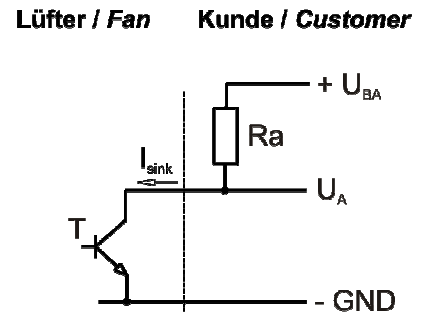 Lüfter / Fan Kunde / Customer
+ UBA
Ra
Isink
UA
T
- GND